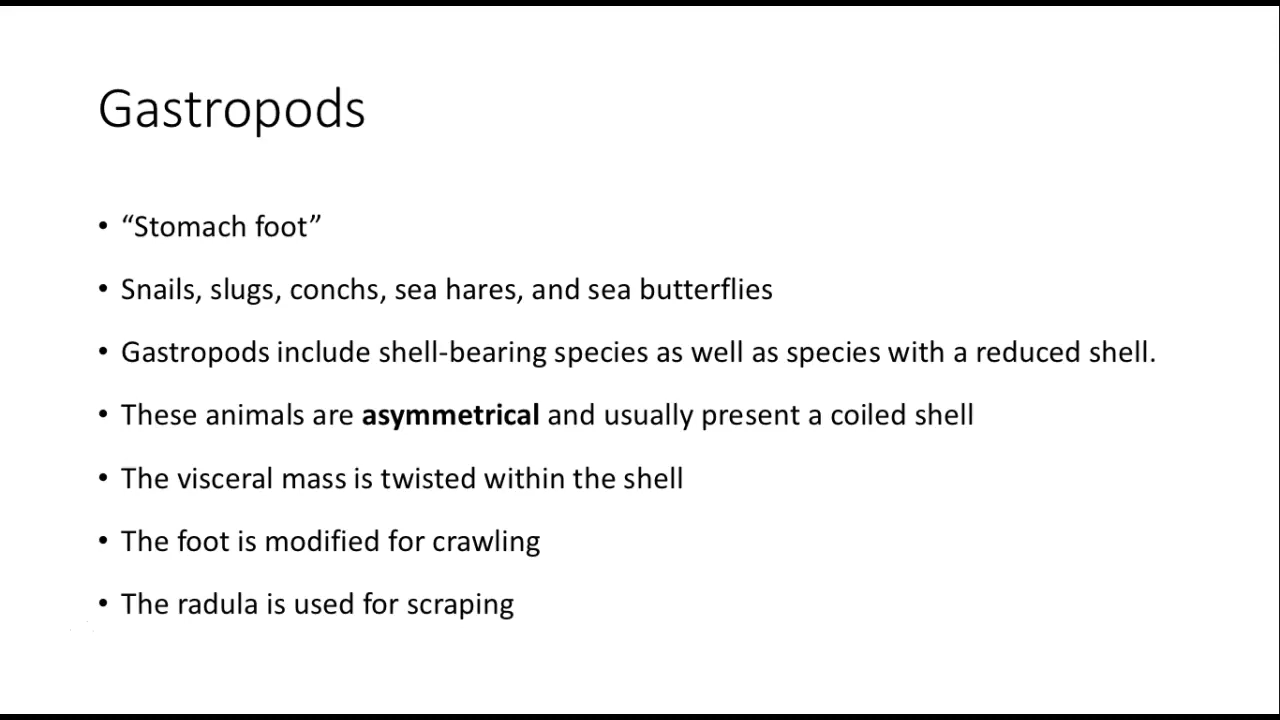 Gastropods
• “Stomach foot”
• Snails, slugs, conchs, sea hares, and sea butterflies
• Gastropods include shell-bearing species as well as species with a reduced shell.
• These animals are asymmetrical and usually present a coiled shell
• The visceral mass is twisted within the shell
• The foot is modified for crawling
• The radula is used for scraping